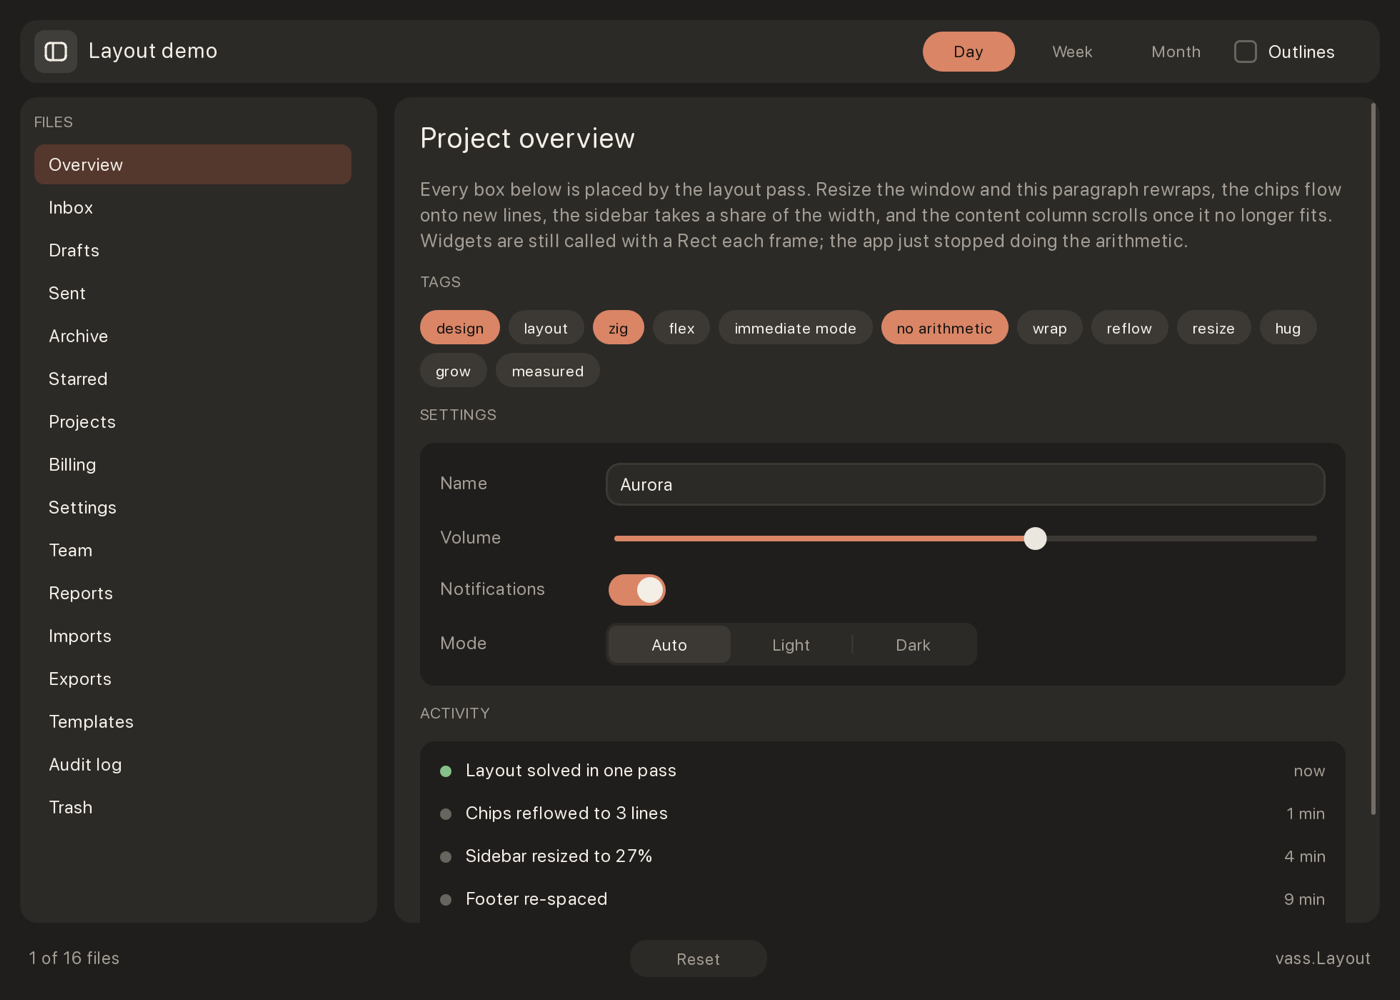 Layout demo
Day
Week
Month
Outlines
FILES
Overview
Inbox
Drafts
Sent
Archive
Starred
Projects
Billing
Settings
Team
Reports
Imports
Exports
Templates
Audit log
Trash
Project overview
Every box below is placed by the layout pass. Resize the window and this paragraph rewraps, the chips flow
onto new lines, the sidebar takes a share of the width, and the content column scrolls once it no longer fits.
Widgets are still called with a Rect each frame; the app just stopped doing the arithmetic.
TAGS
design layout zig flex immediate mode no arithmetic wrap reflow resize hug
grow measured
SETTINGS
Name Aurora
Volume
Notifications
Mode Auto Light Dark
ACTIVITY
Layout solved in one pass now
Chips reflowed to 3 lines 1 min
Sidebar resized to 27% 4 min
Footer re-spaced 9 min
1 of 16 files
Reset
vass.Layout